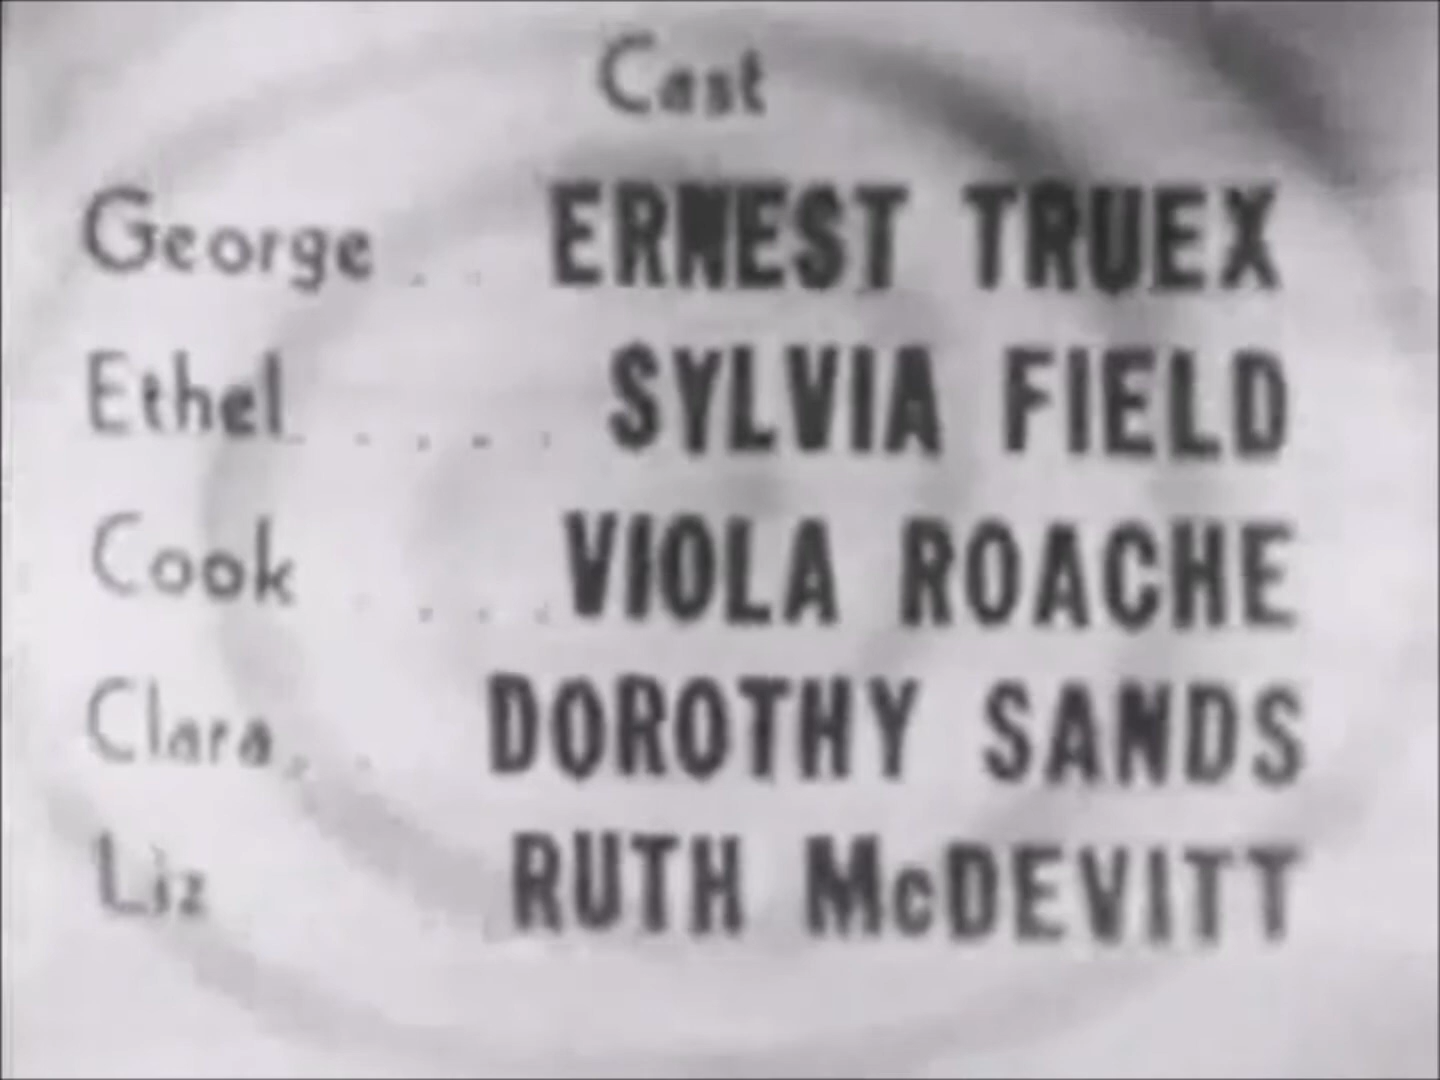 Cast
George . . ERNEST TRUEX
Ethel . . . . . SYLVIA FIELD
Cook . . . . VIOLA ROACHE
Clara . . DOROTHY SANDS
Liz RUTH McDEVITT